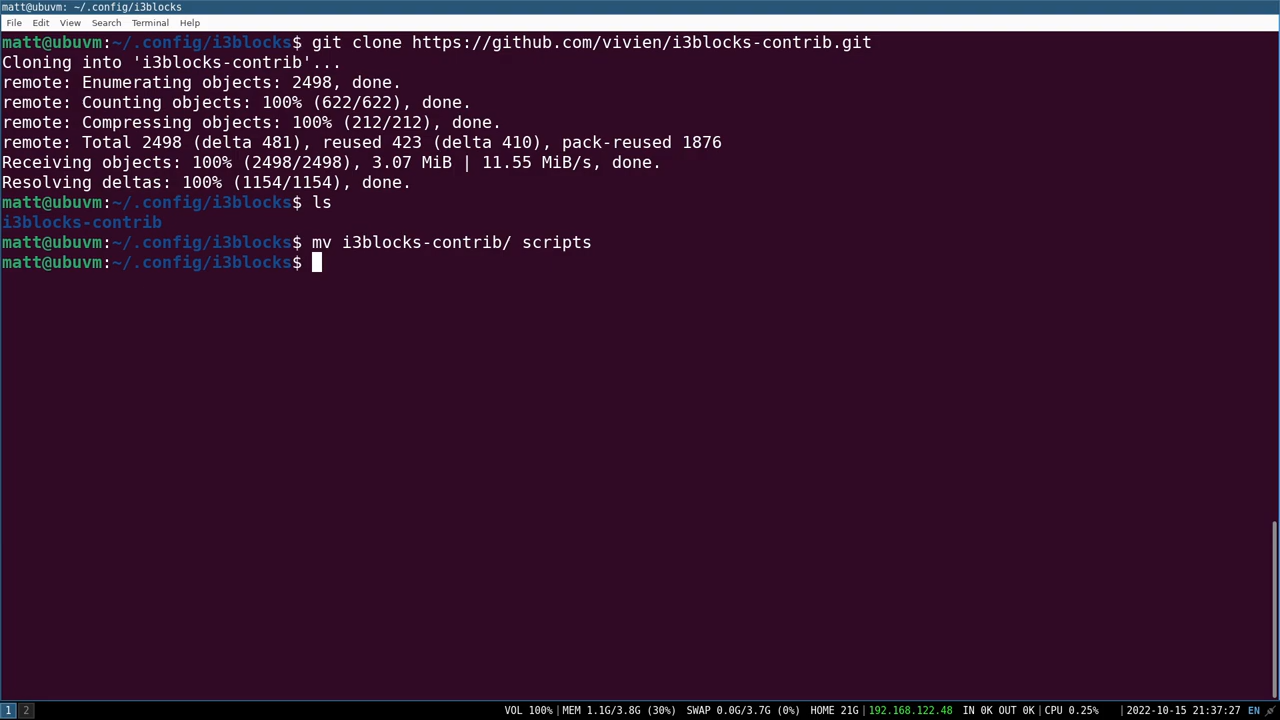 matt@ubuvm: ~/.config/i3blocks
File Edit View Search Terminal Help
matt@ubuvm:~/.config/i3blocks$ git clone https://github.com/vivien/i3blocks-contrib.git
Cloning into 'i3blocks-contrib'...
remote: Enumerating objects: 2498, done.
remote: Counting objects: 100% (622/622), done.
remote: Compressing objects: 100% (212/212), done.
remote: Total 2498 (delta 481), reused 423 (delta 410), pack-reused 1876
Receiving objects: 100% (2498/2498), 3.07 MiB | 11.55 MiB/s, done.
Resolving deltas: 100% (1154/1154), done.
matt@ubuvm:~/.config/i3blocks$ ls
i3blocks-contrib
matt@ubuvm:~/.config/i3blocks$ mv i3blocks-contrib/ scripts
matt@ubuvm:~/.config/i3blocks$
1 2 VOL 100%|MEM 1.1G/3.8G (30%) SWAP 0.0G/3.7G (0%) HOME 21G|192.168.122.48 IN 0K OUT 0K|CPU 0.25% |2022-10-15 21:37:27 EN